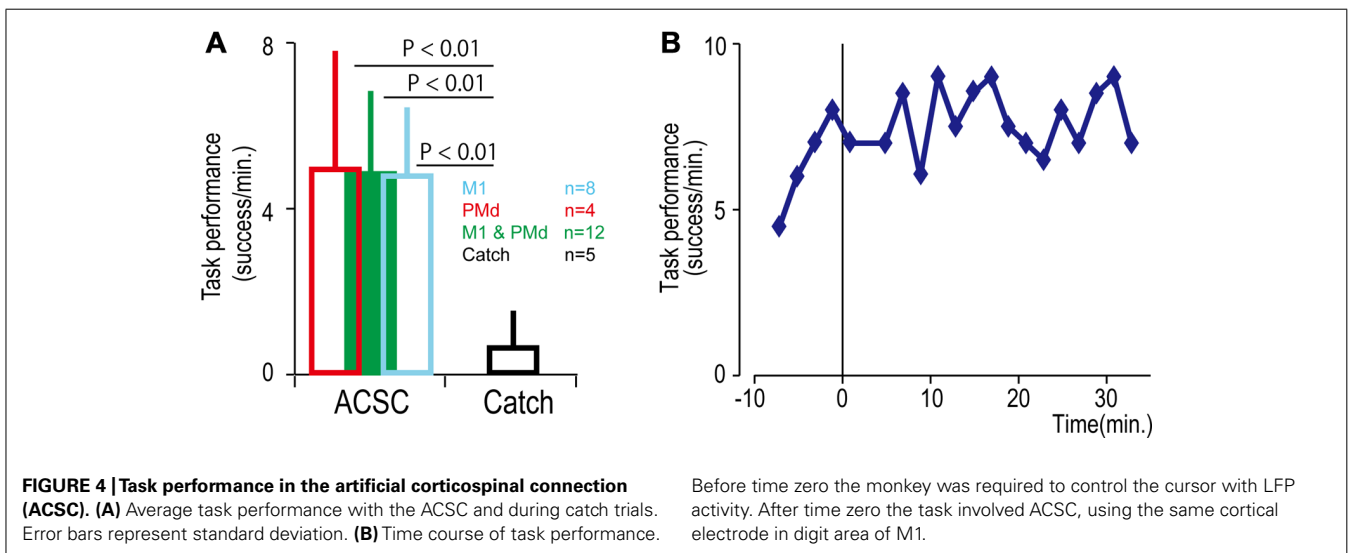 A
8
4
0
Task performance
(success/min.)
P < 0.01
P < 0.01
P < 0.01
M1 n=8
PMd n=4
M1 & PMd n=12
Catch n=5
ACSC Catch
B
10
5
0
Task performance
(success/min.)
-10 0 10 20 30
Time(min.)
FIGURE 4 | Task performance in the artificial corticospinal connection
(ACSC). (A) Average task performance with the ACSC and during catch trials.
Error bars represent standard deviation. (B) Time course of task performance.
Before time zero the monkey was required to control the cursor with LFP
activity. After time zero the task involved ACSC, using the same cortical
electrode in digit area of M1.